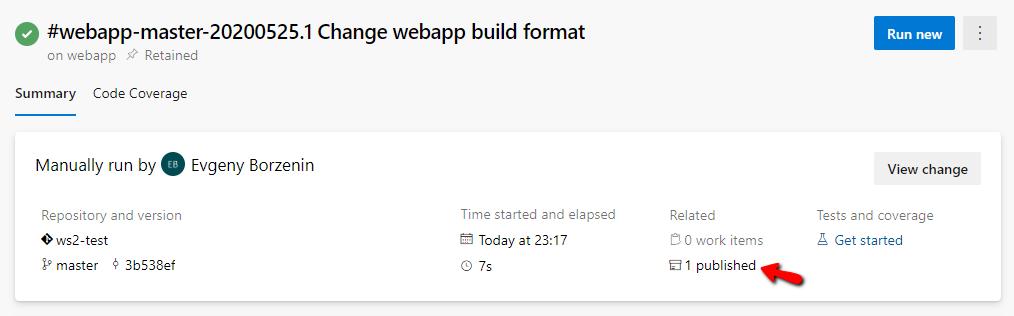 #webapp-master-20200525.1 Change webapp build format
Run new
on webapp Retained
Summary Code Coverage
Manually run by EB Evgeny Borzenin
View change
Repository and version
ws2-test
master 3b538ef
Time started and elapsed
Today at 23:17
7s
Related
0 work items
1 published
Tests and coverage
Get started